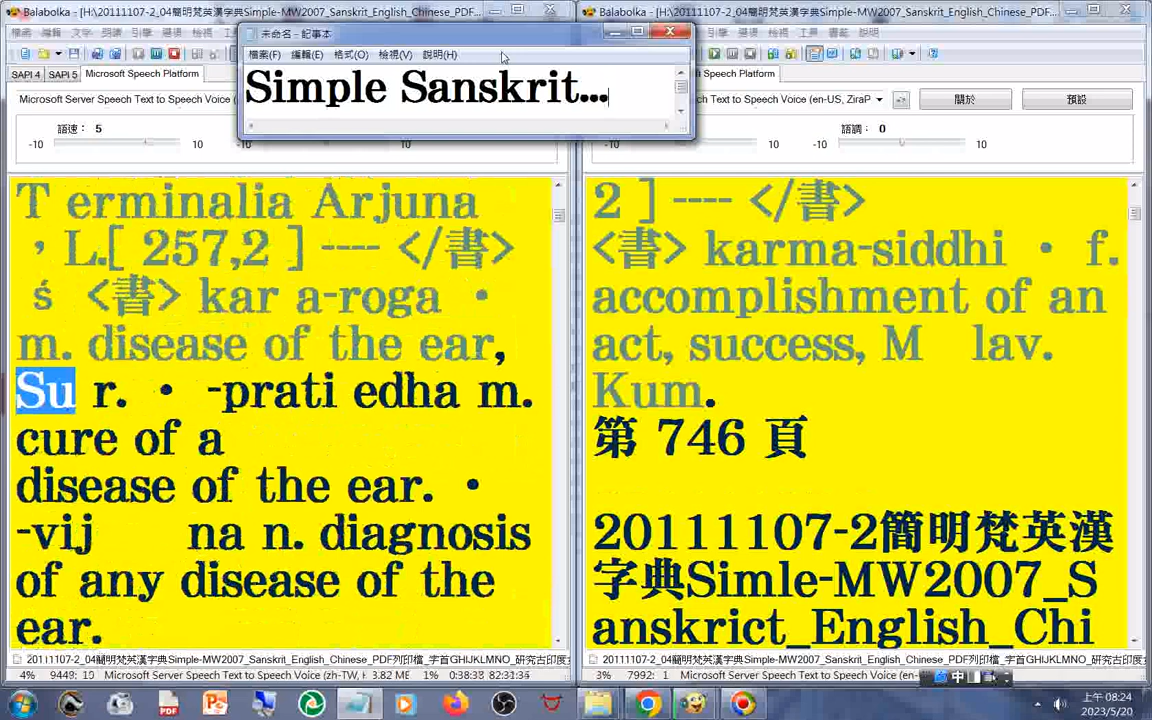 Balabolka - [H:\20111107-2_04簡明梵英漢字典Simple-MW2007_Sanskrit_English_Chinese_PDF
Balabolka - [H:\20111107-2_04簡明梵英漢字典Simple-MW2007_Sanskrit_English_Chinese_PDF...
未命名 - 記事本
檔案(F) 編輯(E) 格式(O) 檢視(V) 說明(H)
Simple Sanskrit...
SAPI 4 SAPI 5 Microsoft Speech Platform
Speech Platform
Microsoft Server Speech Text to Speech Voice
ech Text to Speech Voice (en-US, ZiraP
關於
預設
語速： 5
語調： 0
-10 10 -10 10
-10 10 -10 10
T erminalia Arjuna
，L.[ 257,2 ] ---- </書>
ś <書> kar a-roga •
m. disease of the ear,
Su r. • -prati edha m.
cure of a
disease of the ear. •
-vij na n. diagnosis
of any disease of the
ear.
2 ] ---- </書>
<書> karma-siddhi • f.
accomplishment of an
act, success, M lav.
Kum.
第 746 頁
20111107-2簡明梵英漢
字典Simle-MW2007_S
anskrict_English_Chi
20111107-2_04簡明梵英漢字典Simple-MW2007_Sanskrit_English_Chinese_PDF列印檔_字首GHIJKLMNO_研究古印度
20111107-2_04簡明梵英漢字典Simple-MW2007_Sanskrit_English_Chinese_PDF列印檔_字首GHIJKLMNO_研究古印度
4% 9449: 10 Microsoft Server Speech Text to Speech Voice (zh-TW, 3.82 MB 1% 0:38:38 82:31:34
3% 7992: 1 Microsoft Server Speech Text to Speech Voice (en-
中
上午 08:24
2023/5/20